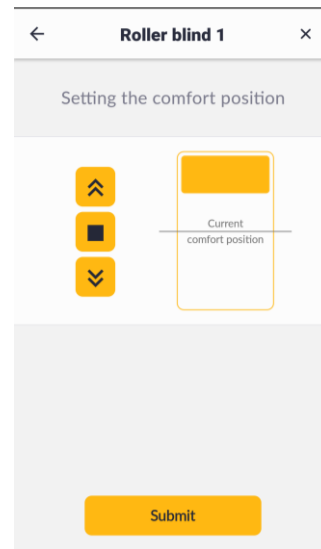 Roller blind 1
Setting the comfort position
Current
comfort position
Submit